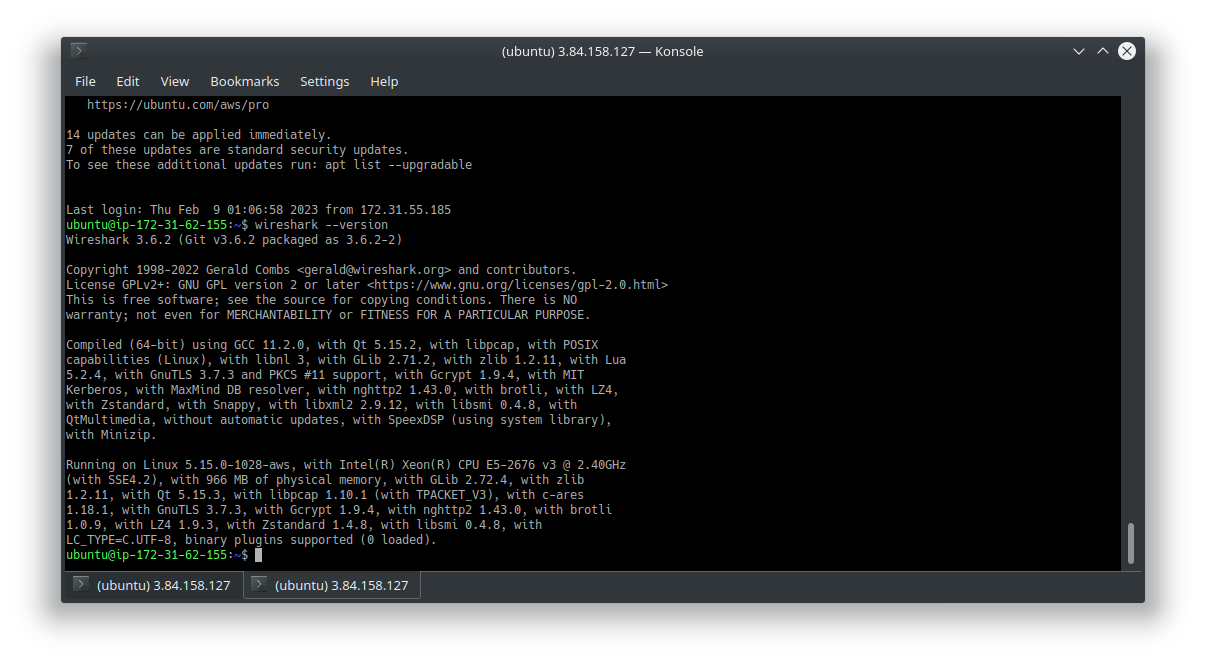 (ubuntu) 3.84.158.127 — Konsole
File Edit View Bookmarks Settings Help
https://ubuntu.com/aws/pro
14 updates can be applied immediately.
7 of these updates are standard security updates.
To see these additional updates run: apt list --upgradable
Last login: Thu Feb  9 01:06:58 2023 from 172.31.55.185
ubuntu@ip-172-31-62-155:~$ wireshark --version
Wireshark 3.6.2 (Git v3.6.2 packaged as 3.6.2-2)
Copyright 1998-2022 Gerald Combs <gerald@wireshark.org> and contributors.
License GPLv2+: GNU GPL version 2 or later <https://www.gnu.org/licenses/gpl-2.0.html>
This is free software; see the source for copying conditions. There is NO
warranty; not even for MERCHANTABILITY or FITNESS FOR A PARTICULAR PURPOSE.
Compiled (64-bit) using GCC 11.2.0, with Qt 5.15.2, with libpcap, with POSIX
capabilities (Linux), with libnl 3, with GLib 2.71.2, with zlib 1.2.11, with Lua
5.2.4, with GnuTLS 3.7.3 and PKCS #11 support, with Gcrypt 1.9.4, with MIT
Kerberos, with MaxMind DB resolver, with nghttp2 1.43.0, with brotli, with LZ4,
with Zstandard, with Snappy, with libxml2 2.9.12, with libsmi 0.4.8, with
QtMultimedia, without automatic updates, with SpeexDSP (using system library),
with Minizip.
Running on Linux 5.15.0-1028-aws, with Intel(R) Xeon(R) CPU E5-2676 v3 @ 2.40GHz
(with SSE4.2), with 966 MB of physical memory, with GLib 2.72.4, with zlib
1.2.11, with Qt 5.15.3, with libpcap 1.10.1 (with TPACKET_V3), with c-ares
1.18.1, with GnuTLS 3.7.3, with Gcrypt 1.9.4, with nghttp2 1.43.0, with brotli
1.0.9, with LZ4 1.9.3, with Zstandard 1.4.8, with libsmi 0.4.8, with
LC_TYPE=C.UTF-8, binary plugins supported (0 loaded).
ubuntu@ip-172-31-62-155:~$
(ubuntu) 3.84.158.127 (ubuntu) 3.84.158.127